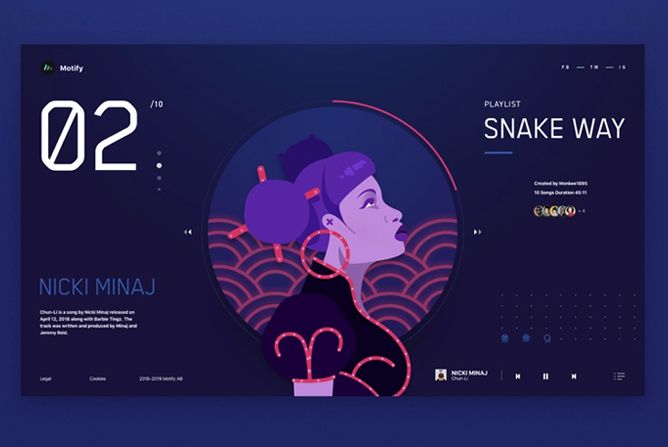 Motify
FB — TW — IG
02
/10
PLAYLIST
SNAKE WAY
Created by Monkee1895
10 Songs Duration 45:11
+ 4
NICKI MINAJ
Chun-Li is a song by Nicki Minaj released on
April 12, 2018 along with Barbie Tingz. The
track was written and produced by Minaj and
Jeremy Reid.
Legal
Cookies
2018–2019 Motify AB
NICKI MINAJ
Chun-Li